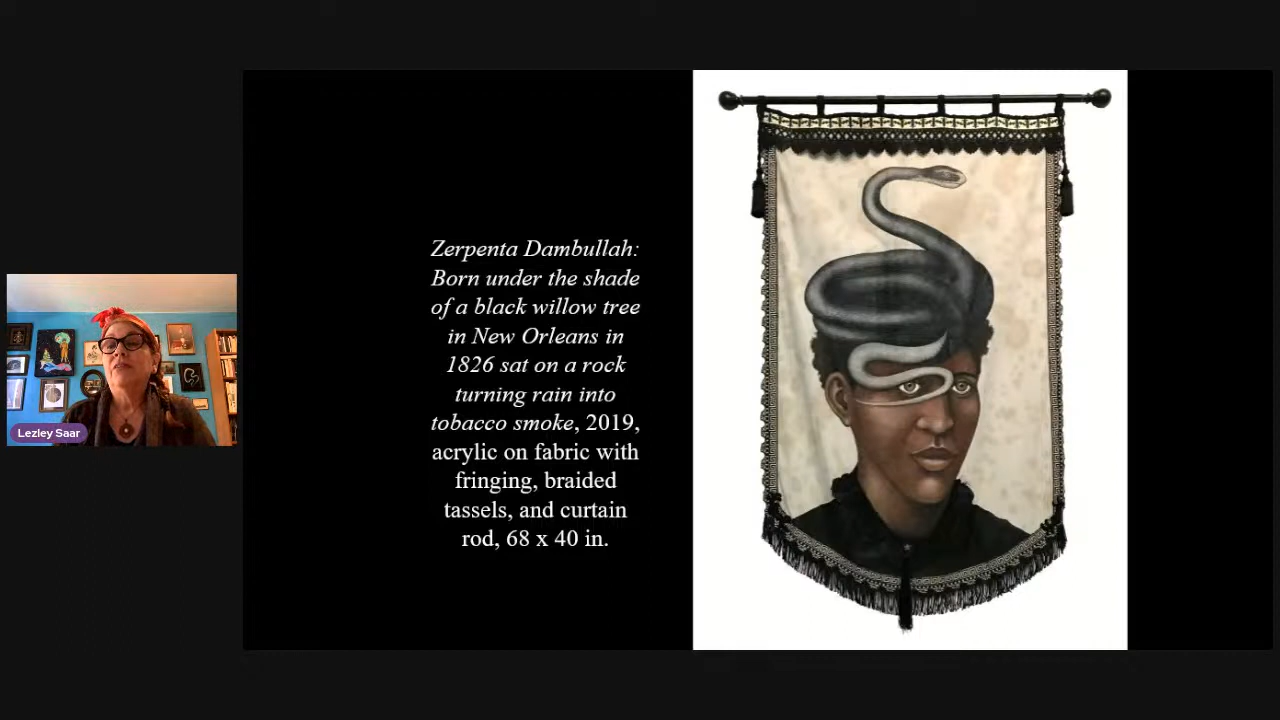 Zerpenta Dambullah:
Born under the shade
of a black willow tree
in New Orleans in
1826 sat on a rock
turning rain into
tobacco smoke, 2019,
acrylic on fabric with
fringing, braided
tassels, and curtain
rod, 68 x 40 in.
Lezley Saar